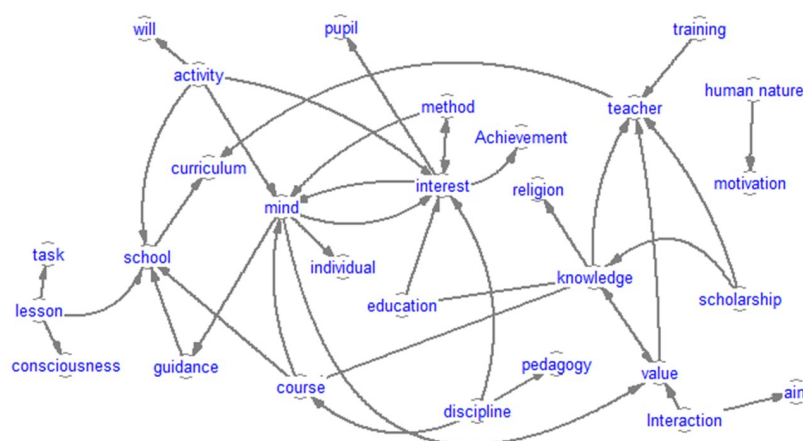 will
pupil
training
activity
method
teacher
human nature
Achievement
curriculum
interest
religion
motivation
mind
task
school
individual
knowledge
lesson
education
scholarship
consciousness
guidance
course
pedagogy
value
discipline
Interaction
ain